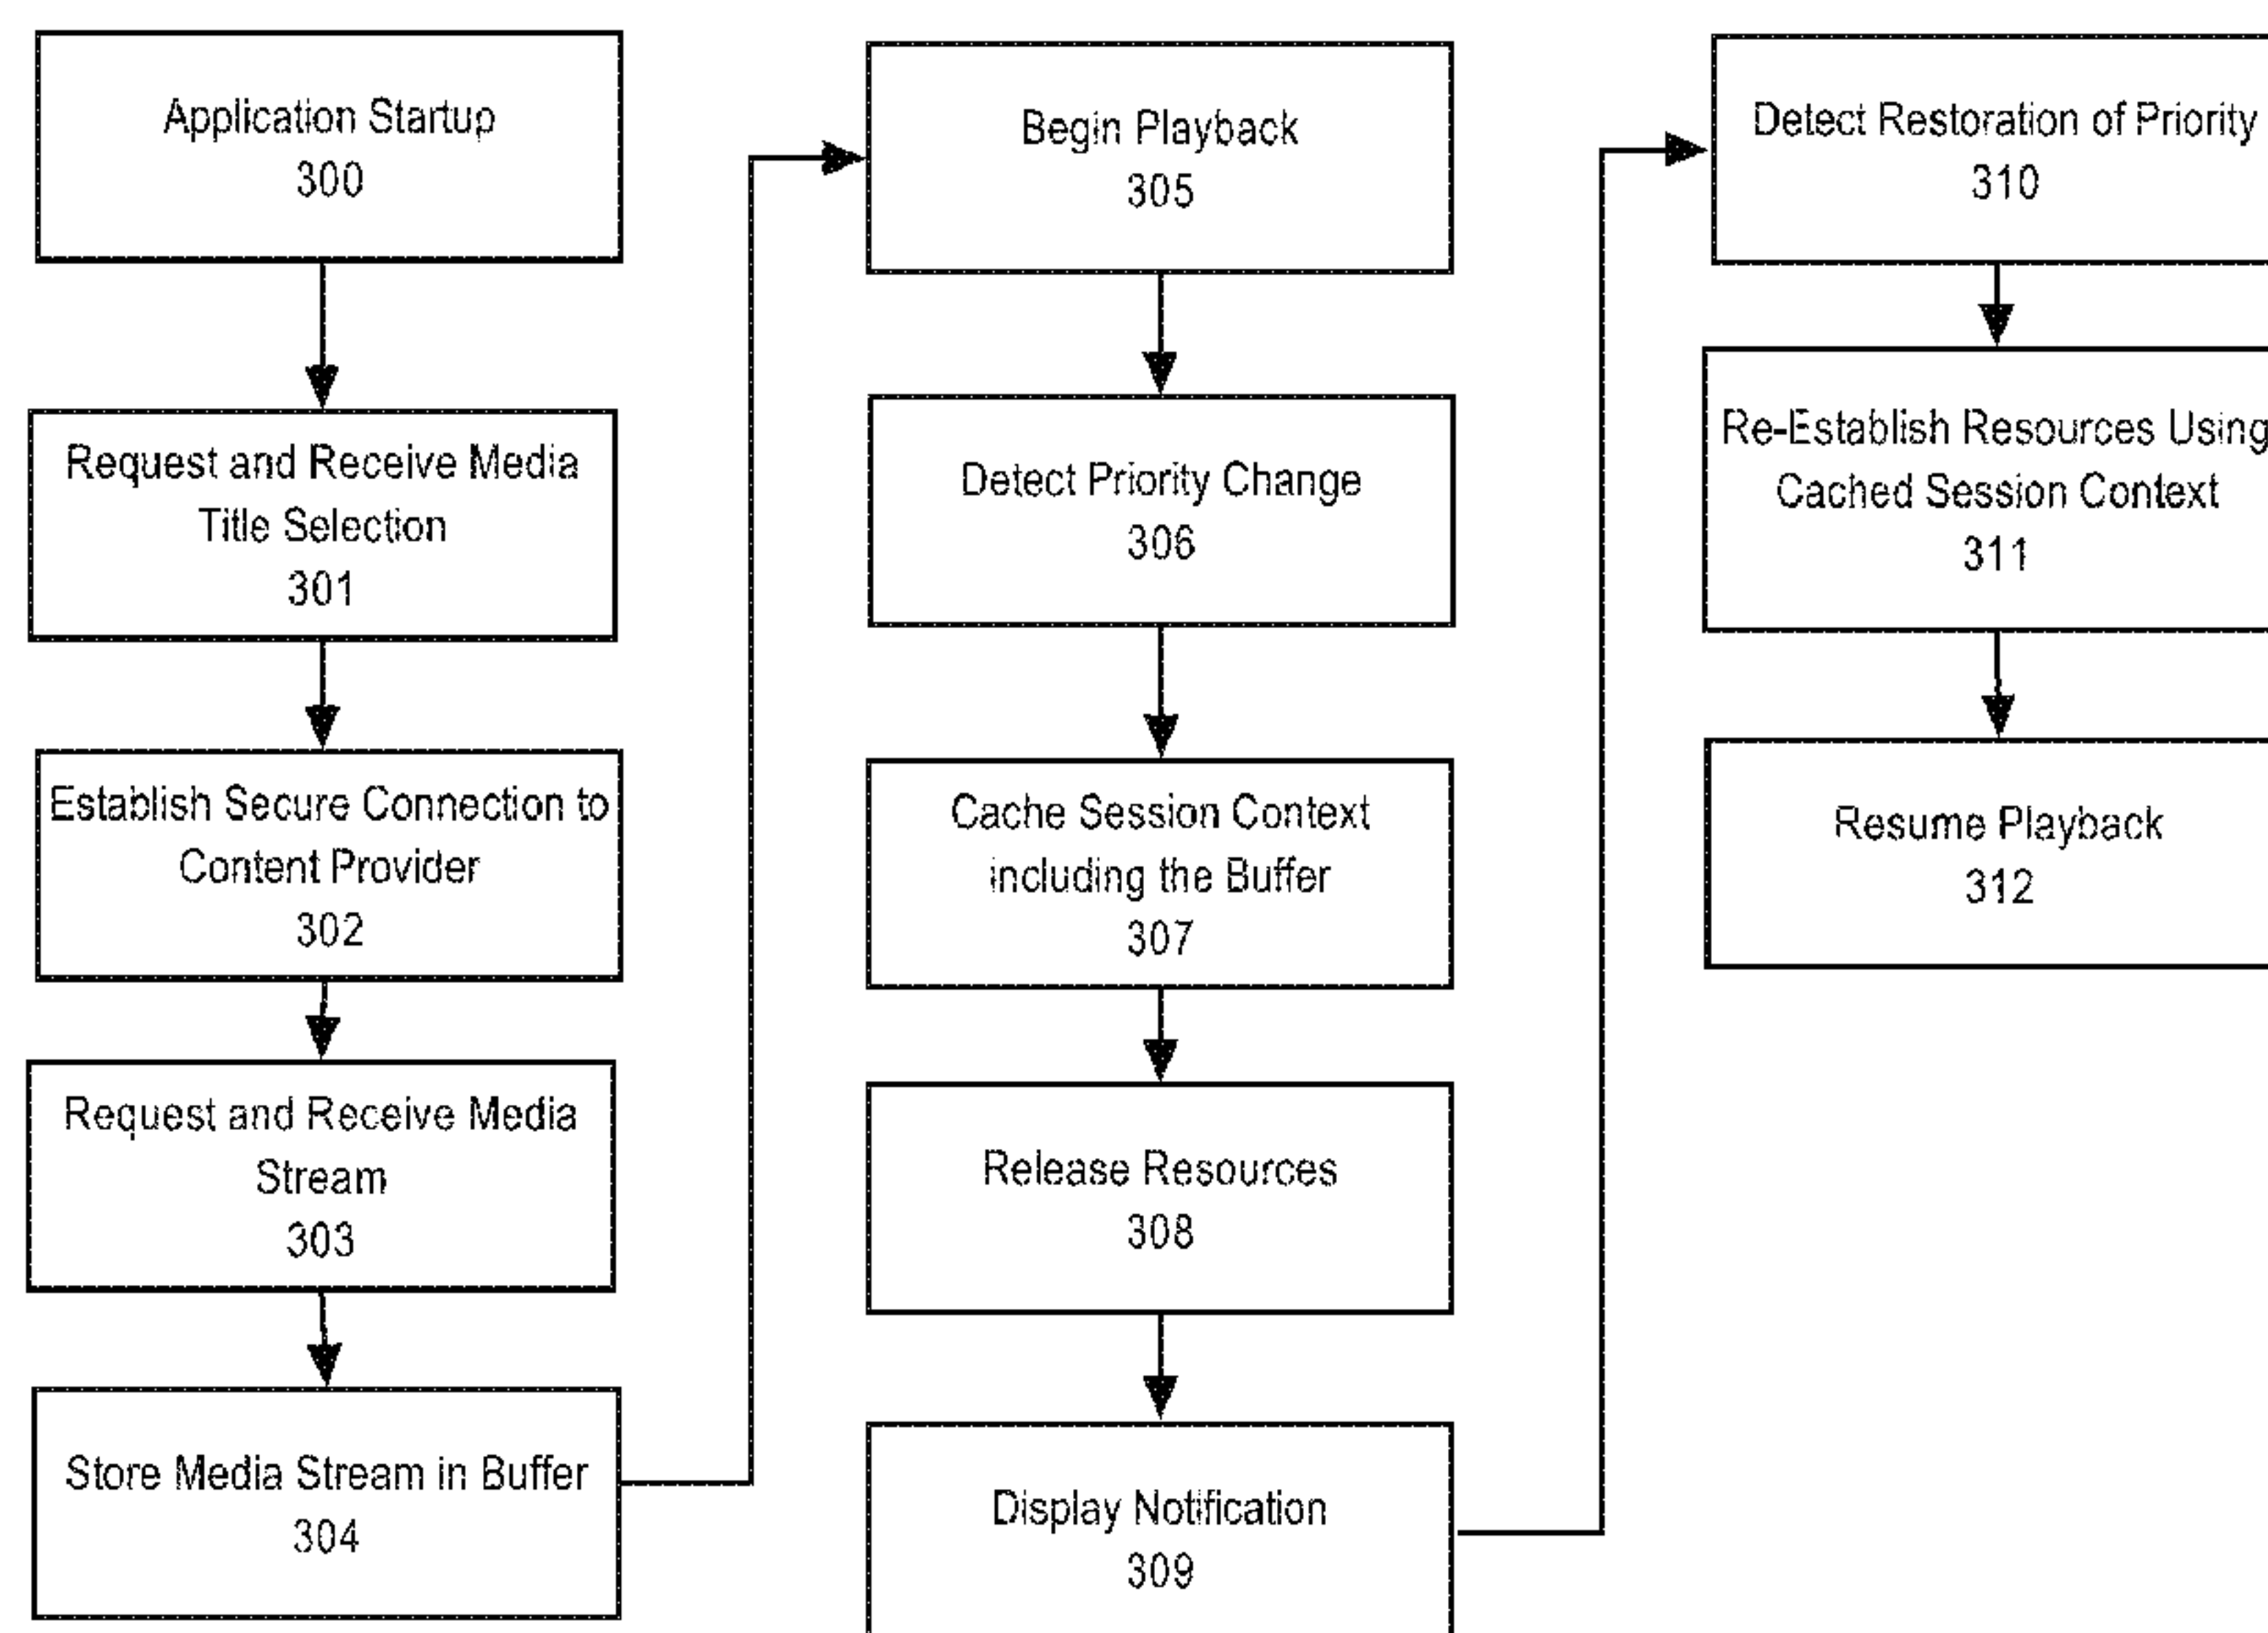 Application Startup
300
Request and Receive Media
Title Selection
301
Establish Secure Connection to
Content Provider
302
Request and Receive Media
Stream
303
Store Media Stream in Buffer
304
Begin Playback
305
Detect Priority Change
306
Cache Session Context
including the Buffer
307
Release Resources
308
Display Notification
309
Detect Restoration of Priority
310
Re-Establish Resources Using
Cached Session Context
311
Resume Playback
312